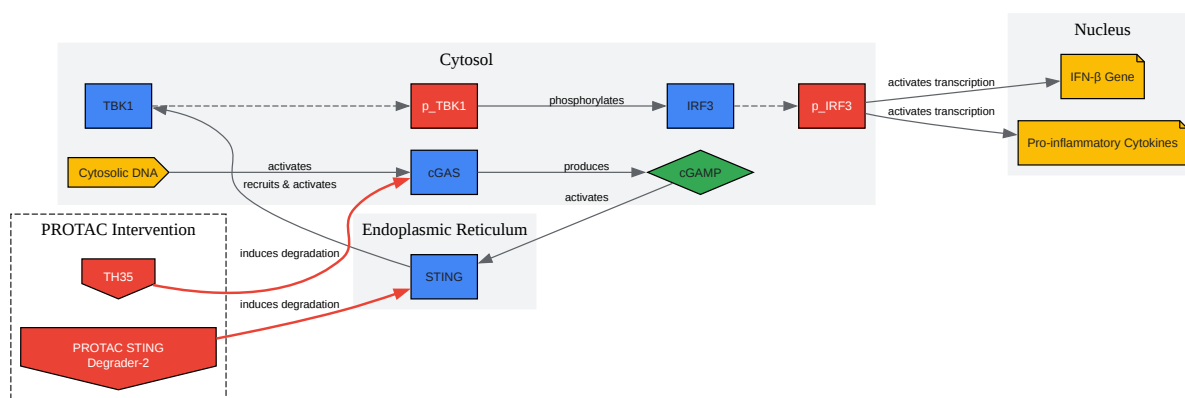 Nucleus
Cytosol
IFN-β Gene
activates transcription
TBK1
p_TBK1
phosphorylates
IRF3
p_IRF3
activates transcription
Pro-inflammatory Cytokines
Cytosolic DNA
activates
recruits & activates
cGAS
produces
cGAMP
activates
PROTAC Intervention
Endoplasmic Reticulum
induces degradation
TH35
STING
induces degradation
PROTAC STING
Degrader-2